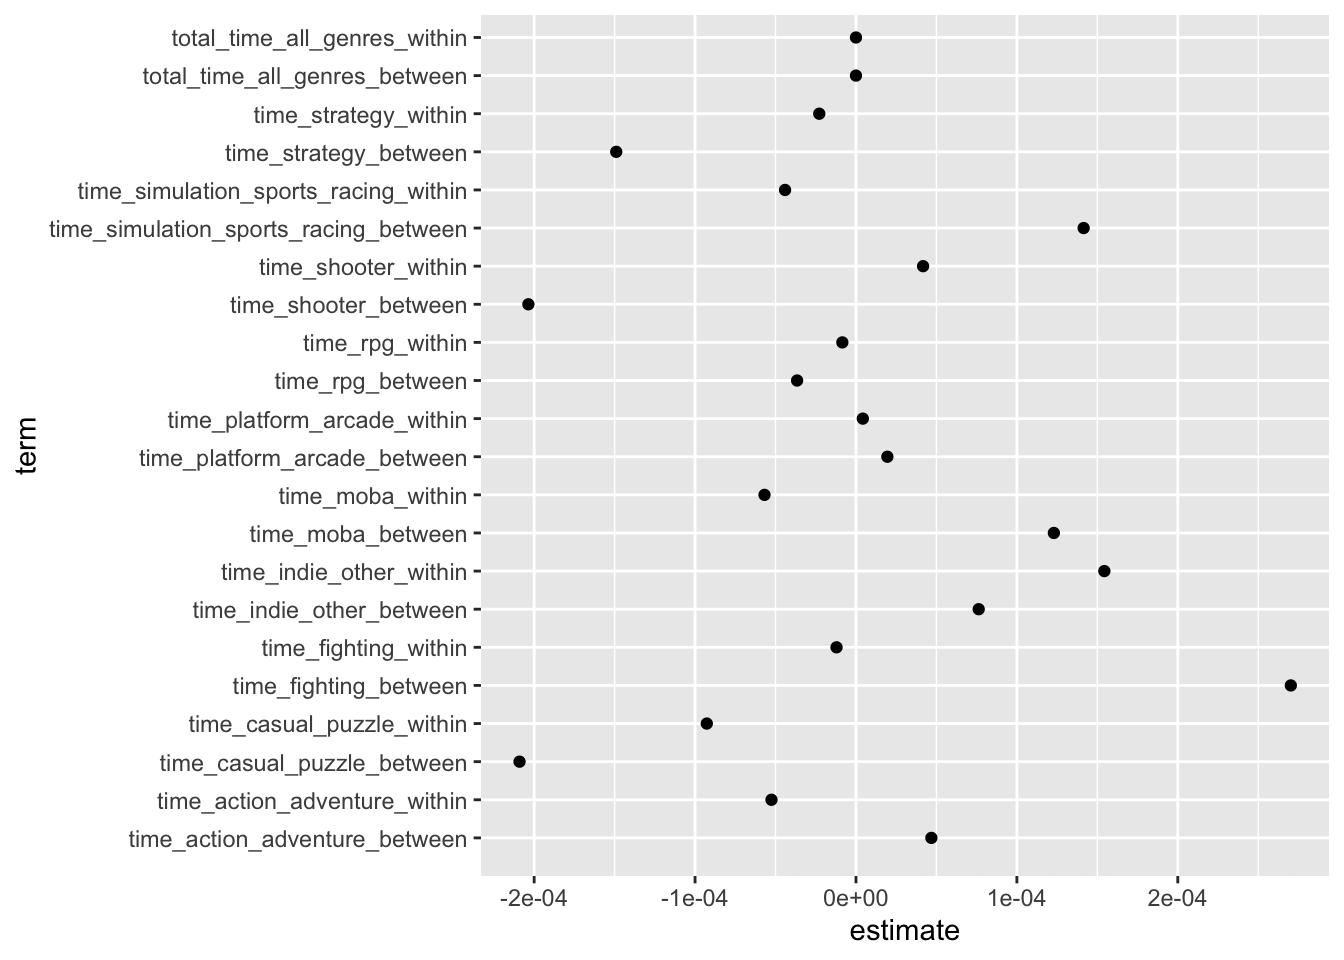 total_time_all_genres_within
total_time_all_genres_between
time_strategy_within
time_strategy_between
time_simulation_sports_racing_within
time_simulation_sports_racing_between
time_shooter_within
time_shooter_between
time_rpg_within
time_rpg_between
time_platform_arcade_within
time_platform_arcade_between
time_moba_within
time_moba_between
time_indie_other_within
time_indie_other_between
time_fighting_within
time_fighting_between
time_casual_puzzle_within
time_casual_puzzle_between
time_action_adventure_within
time_action_adventure_between
term
-2e-04 -1e-04 0e+00 1e-04 2e-04
estimate